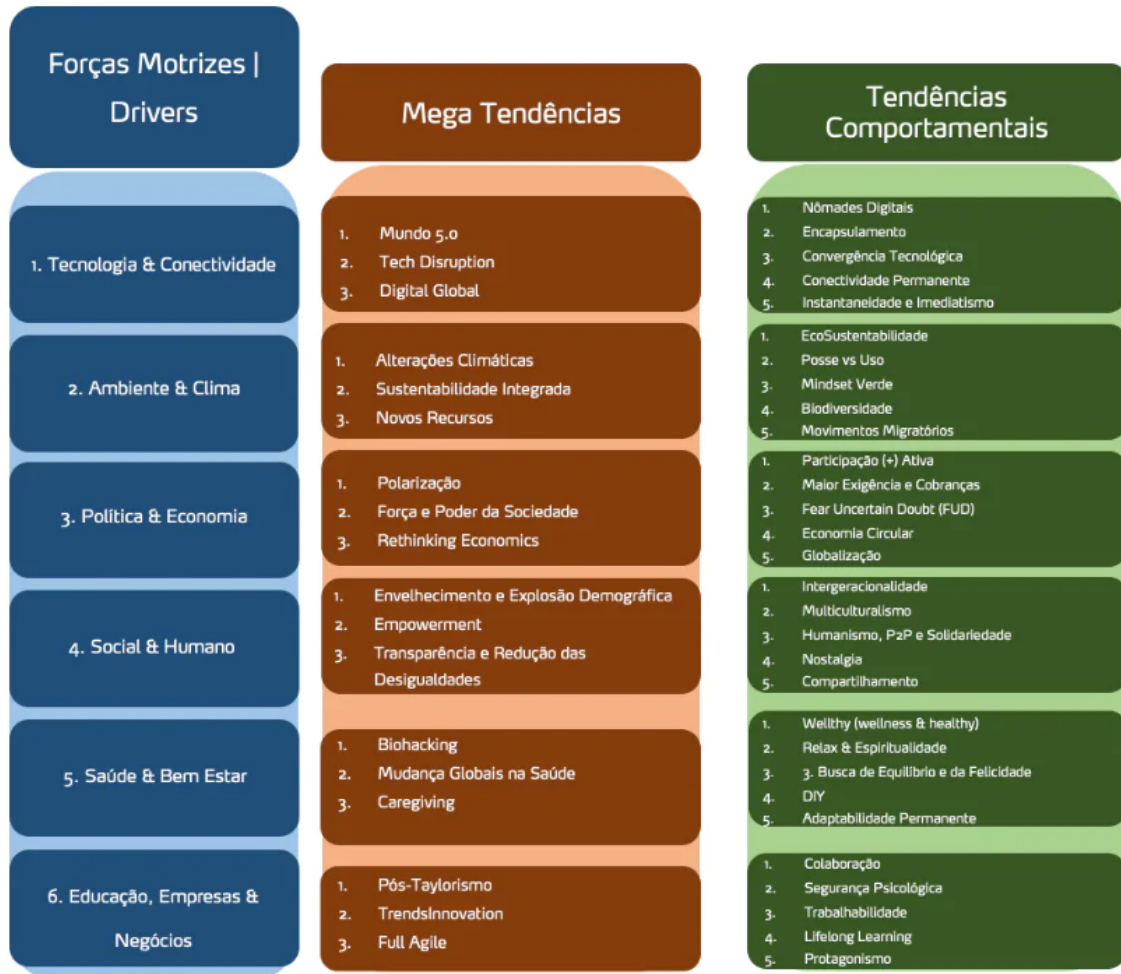 Forças Motrizes |
Drivers
Mega Tendências
Tendências
Comportamentais
1. Tecnologia & Conectividade
1. Mundo 5.0
2. Tech Disruption
3. Digital Global
1. Nômades Digitais
2. Encapsulamento
3. Convergência Tecnológica
4. Conectividade Permanente
5. Instantaneidade e Imediatismo
2. Ambiente & Clima
1. Alterações Climáticas
2. Sustentabilidade Integrada
3. Novos Recursos
1. EcoSustentabilidade
2. Posse vs Uso
3. Mindset Verde
4. Biodiversidade
5. Movimentos Migratórios
3. Política & Economia
1. Polarização
2. Força e Poder da Sociedade
3. Rethinking Economics
1. Participação (+) Ativa
2. Maior Exigência e Cobranças
3. Fear Uncertain Doubt (FUD)
4. Economia Circular
5. Globalização
4. Social & Humano
1. Envelhecimento e Explosão Demográfica
2. Empowerment
3. Transparência e Redução das
Desigualdades
1. Intergeracionalidade
2. Multiculturalismo
3. Humanismo, P2P e Solidariedade
4. Nostalgia
5. Compartilhamento
5. Saúde & Bem Estar
1. Biohacking
2. Mudança Globais na Saúde
3. Caregiving
1. Wellthy (wellness & healthy)
2. Relax & Espiritualidade
3. 3. Busca de Equilíbrio e da Felicidade
4. DIY
5. Adaptabilidade Permanente
6. Educação, Empresas &
Negócios
1. Pós-Taylorismo
2. TrendsInnovation
3. Full Agile
1. Colaboração
2. Segurança Psicológica
3. Trabalhabilidade
4. Lifelong Learning
5. Protagonismo